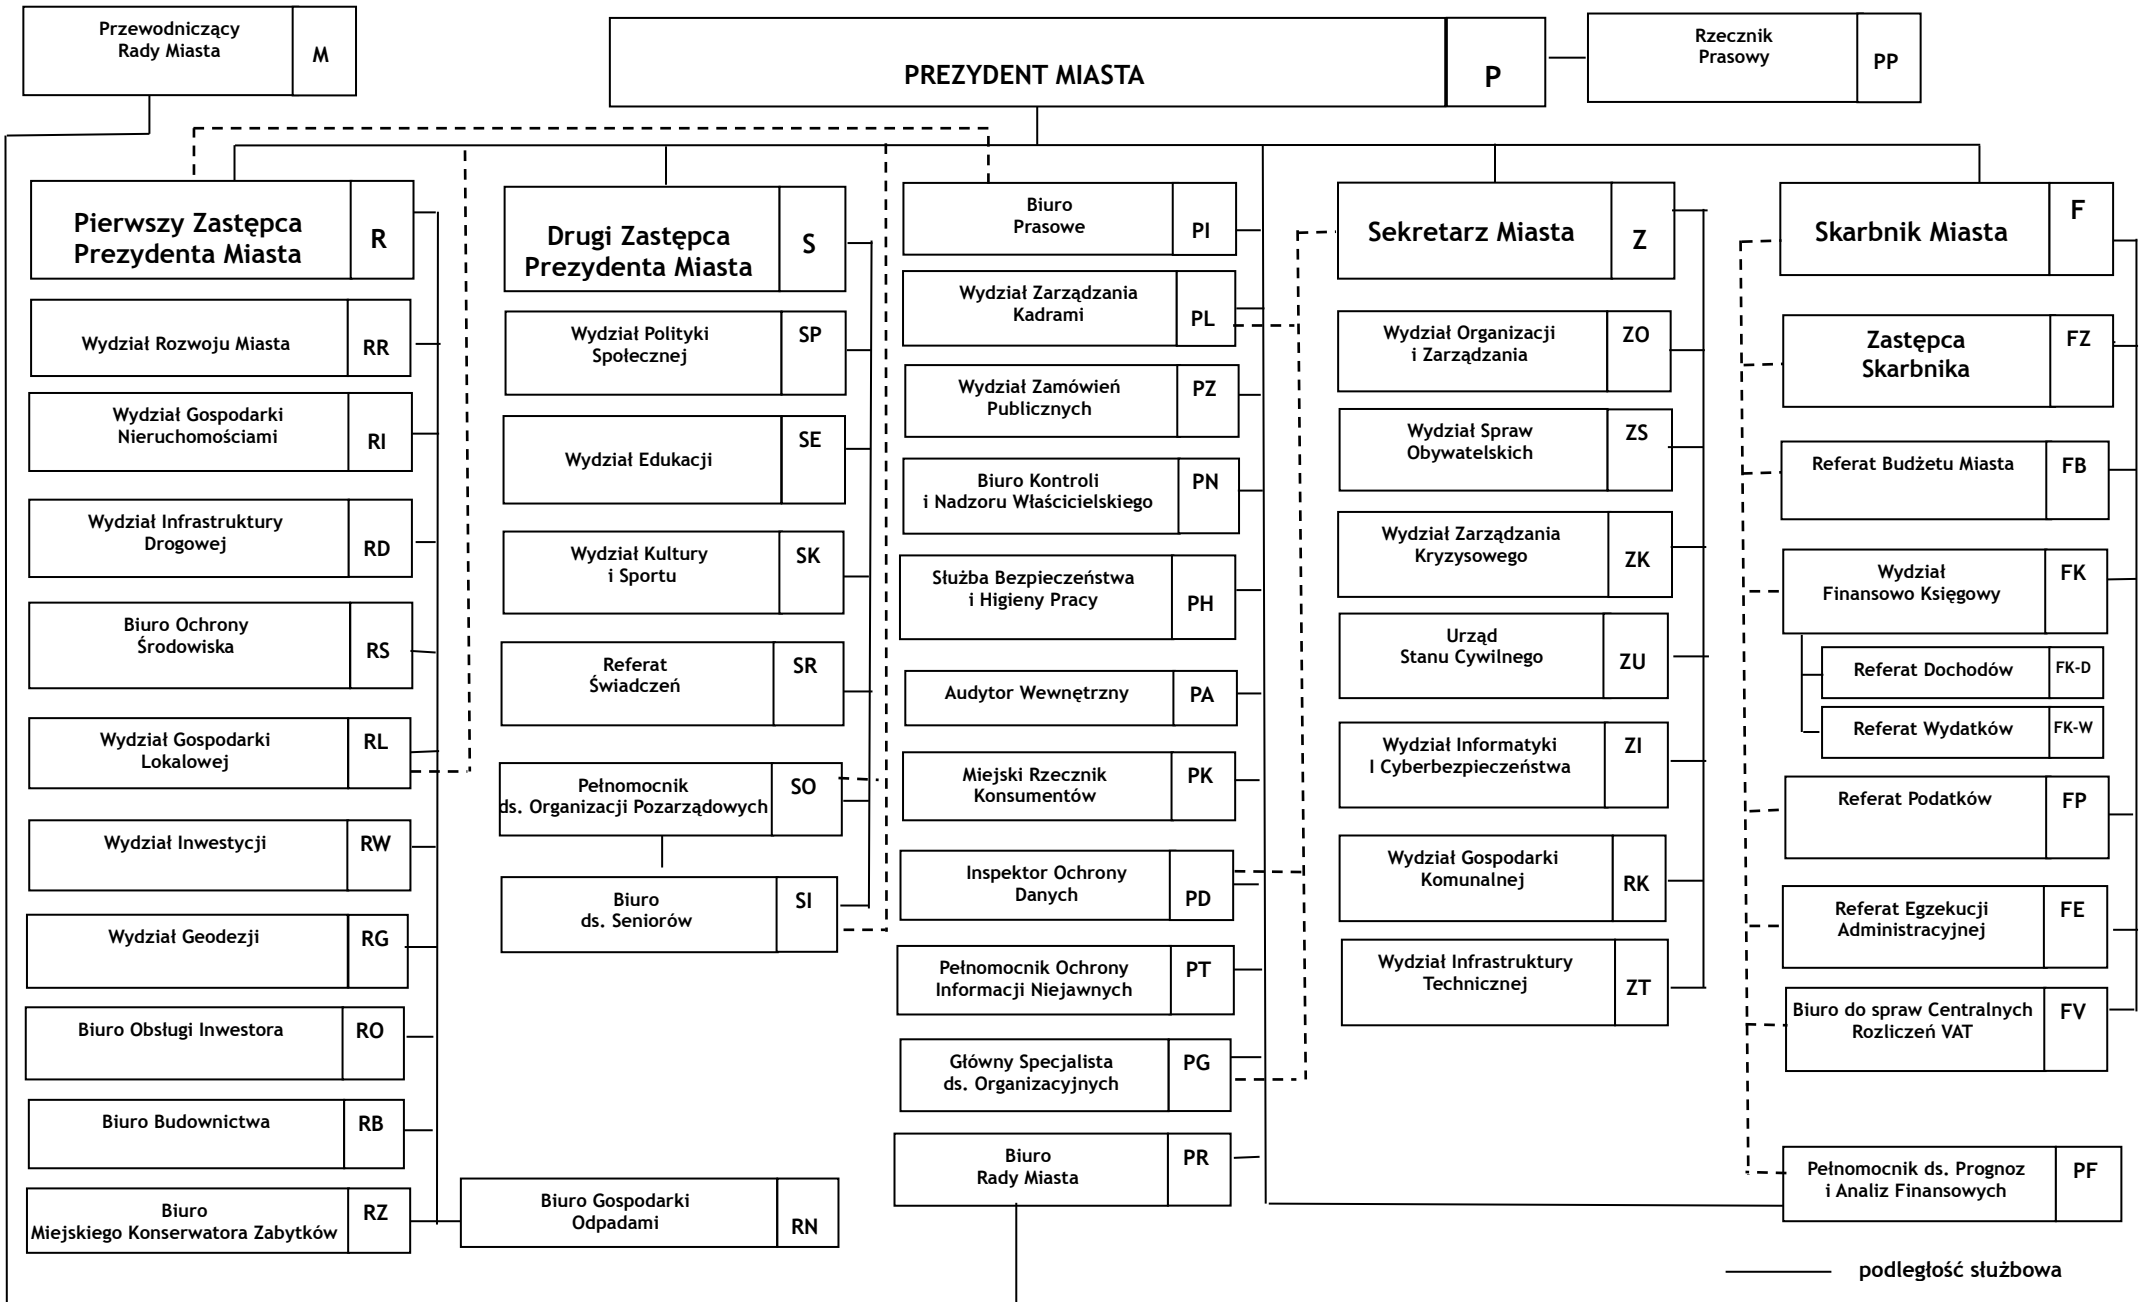 Przewodniczący
Rady Miasta
M
PREZYDENT MIASTA
P
Rzecznik
Prasowy
PP
Pierwszy Zastępca
Prezydenta Miasta
R
Wydział Rozwoju Miasta
RR
Wydział Gospodarki
Nieruchomościami
RI
Wydział Infrastruktury
Drogowej
RD
Biuro Ochrony
Środowiska
RS
Wydział Gospodarki
Lokalowej
RL
Wydział Inwestycji
RW
Wydział Geodezji
RG
Biuro Obsługi Inwestora
RO
Biuro Budownictwa
RB
Biuro
Miejskiego Konserwatora Zabytków
RZ
Biuro Gospodarki
Odpadami
RN
Drugi Zastępca
Prezydenta Miasta
S
Wydział Polityki
Społecznej
SP
Wydział Edukacji
SE
Wydział Kultury
i Sportu
SK
Referat
Świadczeń
SR
Pełnomocnik
ds. Organizacji Pozarządowych
SO
Biuro
ds. Seniorów
SI
Biuro
Prasowe
PI
Wydział Zarządzania
Kadrami
PL
Wydział Zamówień
Publicznych
PZ
Biuro Kontroli
i Nadzoru Właścicielskiego
PN
Służba Bezpieczeństwa
i Higieny Pracy
PH
Audytor Wewnętrzny
PA
Miejski Rzecznik
Konsumentów
PK
Inspektor Ochrony
Danych
PD
Pełnomocnik Ochrony
Informacji Niejawnych
PT
Główny Specjalista
ds. Organizacyjnych
PG
Biuro
Rady Miasta
PR
Sekretarz Miasta
Z
Wydział Organizacji
i Zarządzania
ZO
Wydział Spraw
Obywatelskich
ZS
Wydział Zarządzania
Kryzysowego
ZK
Urząd
Stanu Cywilnego
ZU
Wydział Informatyki
I Cyberbezpieczeństwa
ZI
Wydział Gospodarki
Komunalnej
RK
Wydział Infrastruktury
Technicznej
ZT
Skarbnik Miasta
F
Zastępca
Skarbnika
FZ
Referat Budżetu Miasta
FB
Wydział
Finansowo Księgowy
FK
Referat Dochodów
FK-D
Referat Wydatków
FK-W
Referat Podatków
FP
Referat Egzekucji
Administracyjnej
FE
Biuro do spraw Centralnych
Rozliczeń VAT
FV
Pełnomocnik ds. Prognoz
i Analiz Finansowych
PF
podległość służbowa